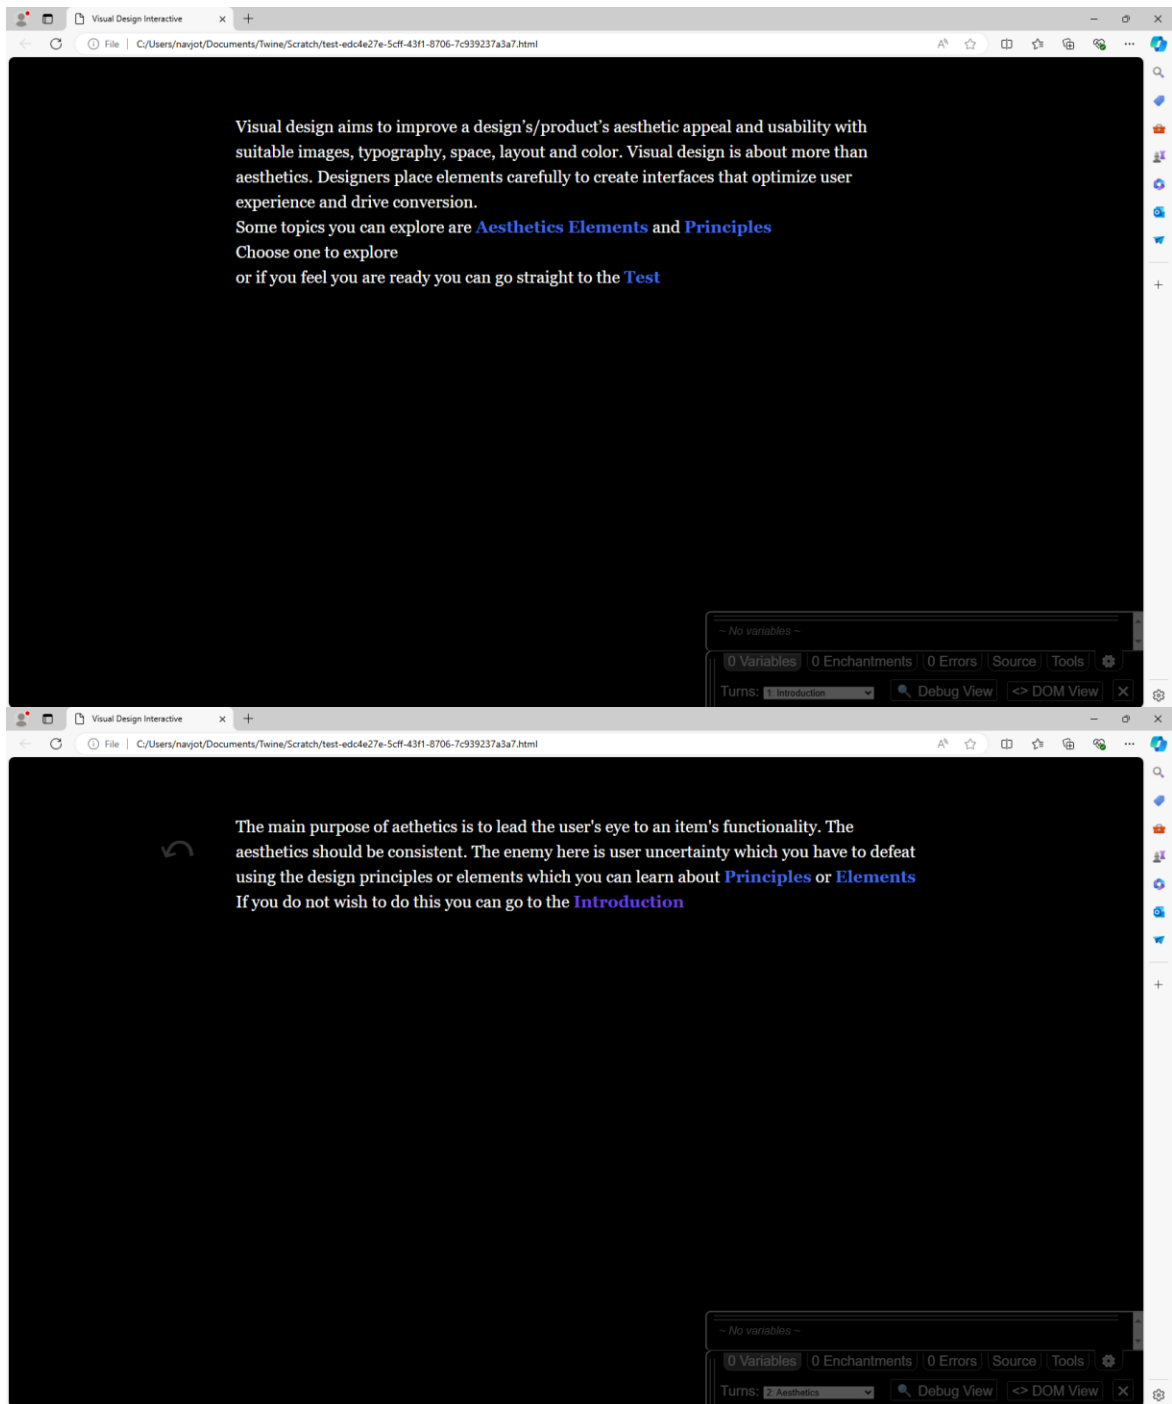 Visual Design Interactive
File
C:/Users/navjot/Documents/Twine/Scratch/test-edc4e27e-5cff-43f1-8706-7c939237a3a7.html
Visual design aims to improve a design’s/product’s aesthetic appeal and usability with
suitable images, typography, space, layout and color. Visual design is about more than
aesthetics. Designers place elements carefully to create interfaces that optimize user
experience and drive conversion.
Some topics you can explore are Aesthetics Elements and Principles
Choose one to explore
or if you feel you are ready you can go straight to the Test
~ No variables ~
0 Variables 0 Enchantments 0 Errors Source Tools
Turns: 1: Introduction Debug View <> DOM View
Visual Design Interactive
File
C:/Users/navjot/Documents/Twine/Scratch/test-edc4e27e-5cff-43f1-8706-7c939237a3a7.html
The main purpose of aethetics is to lead the user's eye to an item's functionality. The
aesthetics should be consistent. The enemy here is user uncertainty which you have to defeat
using the design principles or elements which you can learn about Principles or Elements
If you do not wish to do this you can go to the Introduction
~ No variables ~
0 Variables 0 Enchantments 0 Errors Source Tools
Turns: 2: Aesthetics Debug View <> DOM View